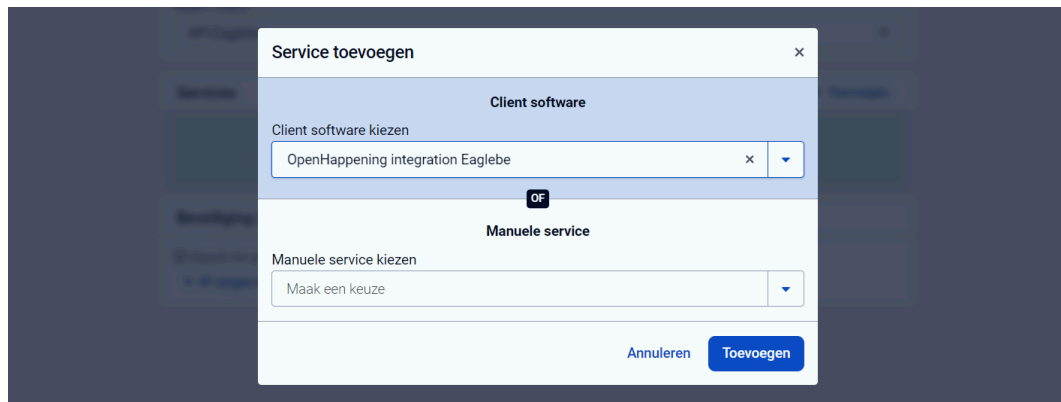 Service toevoegen
Client software
Client software kiezen
OpenHappening integration Eaglebe
OF
Manuele service
Manuele service kiezen
Maak een keuze
Annuleren
Toevoegen